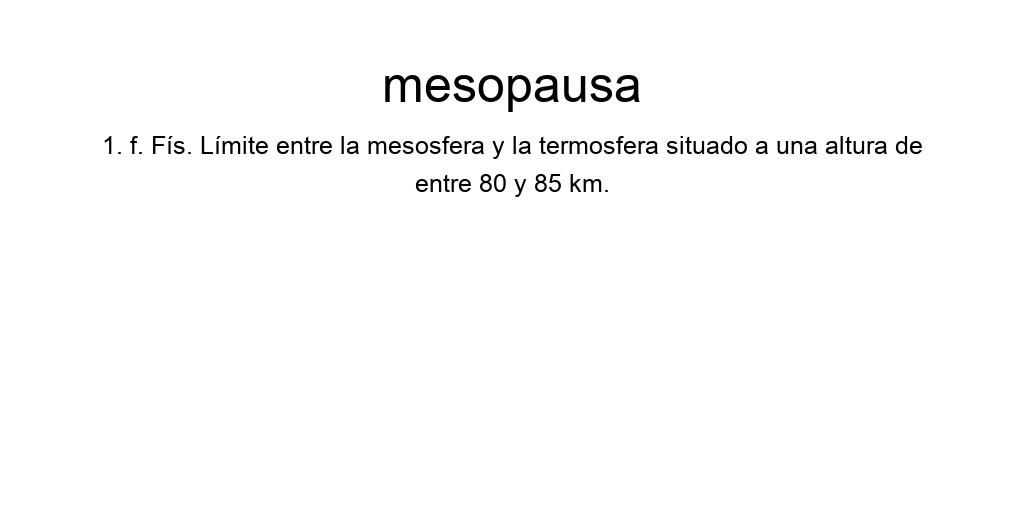 mesopausa
1. f. Fís. Límite entre la mesosfera y la termosfera situado a una altura de
entre 80 y 85 km.